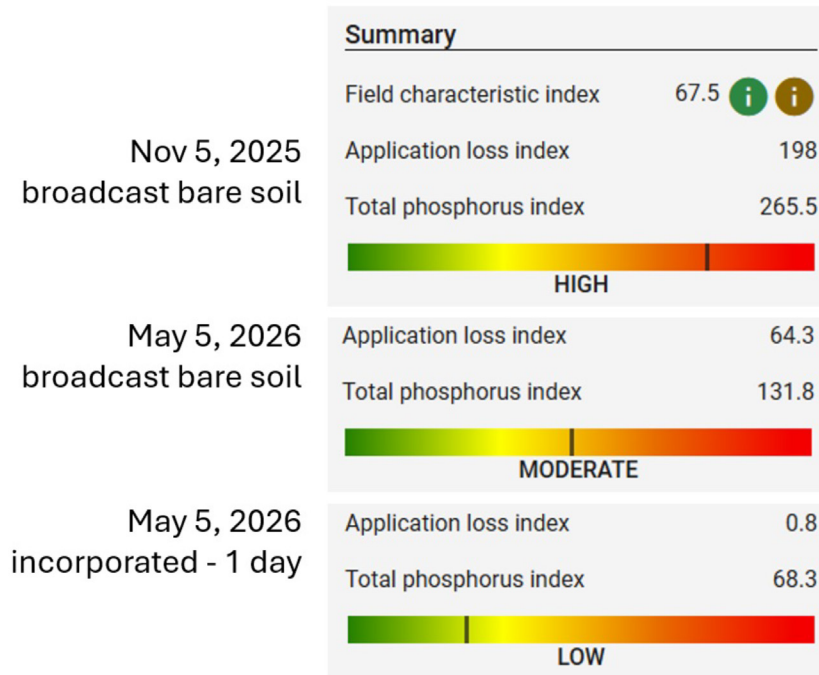 Summary
Field characteristic index 67.5 i i
Nov 5, 2025
broadcast bare soil
Application loss index 198
Total phosphorus index 265.5
HIGH
May 5, 2026
broadcast bare soil
Application loss index 64.3
Total phosphorus index 131.8
MODERATE
May 5, 2026
incorporated - 1 day
Application loss index 0.8
Total phosphorus index 68.3
LOW